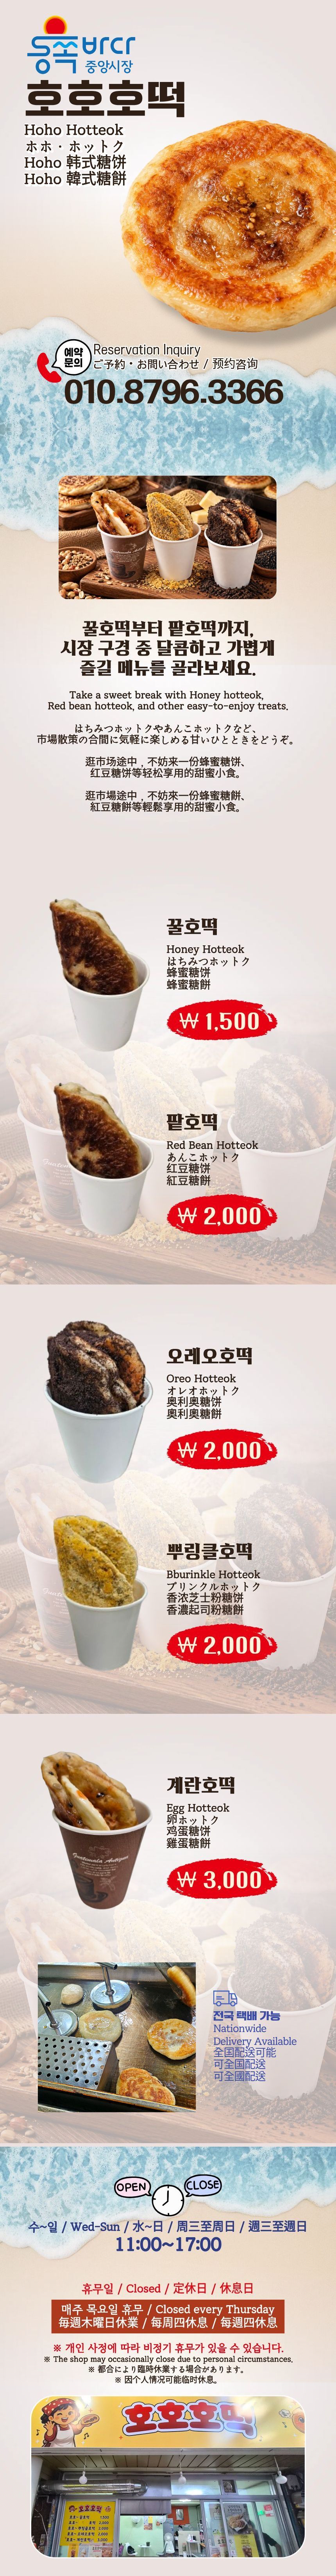 동쪽바다
중앙시장
호호호떡
Hoho Hotteok
ホホ・ホットク
Hoho 韩式糖饼
Hoho 韓式糖餅
예약
문의
Reservation Inquiry
ご予約・お問い合わせ / 预约咨询
010.8796.3366
꿀호떡부터 팥호떡까지,
시장 구경 중 달콤하고 가볍게
즐길 메뉴를 골라보세요.
Take a sweet break with Honey hotteok,
Red bean hotteok, and other easy-to-enjoy treats.
はちみつホットクやあんこホットクなど、
市場散策の合間に気軽に楽しめる甘いひとときをどうぞ。
逛市场途中，不妨来一份蜂蜜糖饼、
红豆糖饼等轻松享用的甜蜜小食。
逛市場途中，不妨來一份蜂蜜糖餅、
紅豆糖餅等輕鬆享用的甜蜜小食。
꿀호떡
Honey Hotteok
はちみつホットク
蜂蜜糖饼
蜂蜜糖餅
₩ 1,500
팥호떡
Red Bean Hotteok
あんこホットク
红豆糖饼
紅豆糖餅
₩ 2,000
오레오호떡
Oreo Hotteok
オレオホットク
奥利奥糖饼
奧利奧糖餅
₩ 2,000
뿌링클호떡
Bburinkle Hotteok
プリンクルホットク
香浓芝士粉糖饼
香濃起司粉糖餅
₩ 2,000
계란호떡
Egg Hotteok
卵ホットク
鸡蛋糖饼
雞蛋糖餅
₩ 3,000
Guatemala Antigua
전국 택배 가능
Nationwide
Delivery Available
全国配送可能
可全国配送
可全國配送
OPEN
CLOSE
수~일 / Wed-Sun / 水~日 / 周三至周日 / 週三至週日
11:00~17:00
휴무일 / Closed / 定休日 / 休息日
매주 목요일 휴무 / Closed every Thursday
毎週木曜日休業 / 每周四休息 / 每週四休息
※ 개인 사정에 따라 비정기 휴무가 있을 수 있습니다.
※ The shop may occasionally close due to personal circumstances.
※ 都合により臨時休業する場合があります。
※ 因个人情况可能临时休息。
호호호떡
호호호떡